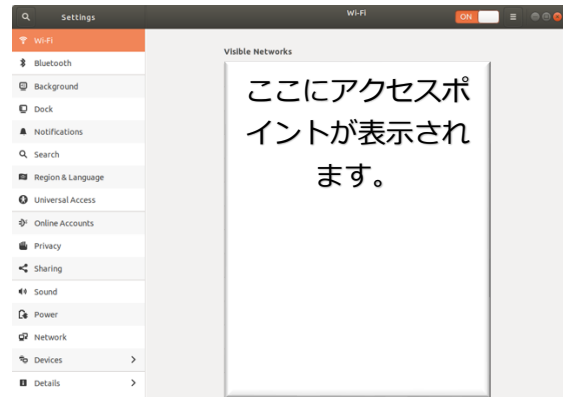 Settings
Wi-Fi
ON
Wi-Fi
Bluetooth
Background
Dock
Notifications
Search
Region & Language
Universal Access
Online Accounts
Privacy
Sharing
Sound
Power
Network
Devices
Details
Visible Networks
ここにアクセスポ
イントが表示され
ます。